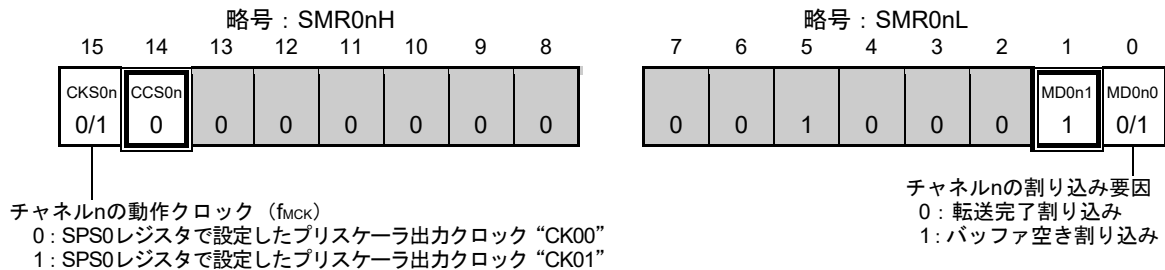 略号：SMR0nH
略号：SMR0nL
15 14 13 12 11 10 9 8
7 6 5 4 3 2 1 0
CKS0n CCS0n
MD0n1 MD0n0
0/1 0 0 0 0 0 0 0
0 0 1 0 0 0 1 0/1
チャネルnの動作クロック（fMCK）
0：SPS0レジスタで設定したプリスケーラ出力クロック “CK00”
1：SPS0レジスタで設定したプリスケーラ出力クロック “CK01”
チャネルnの割り込み要因
0：転送完了割り込み
1：バッファ空き割り込み